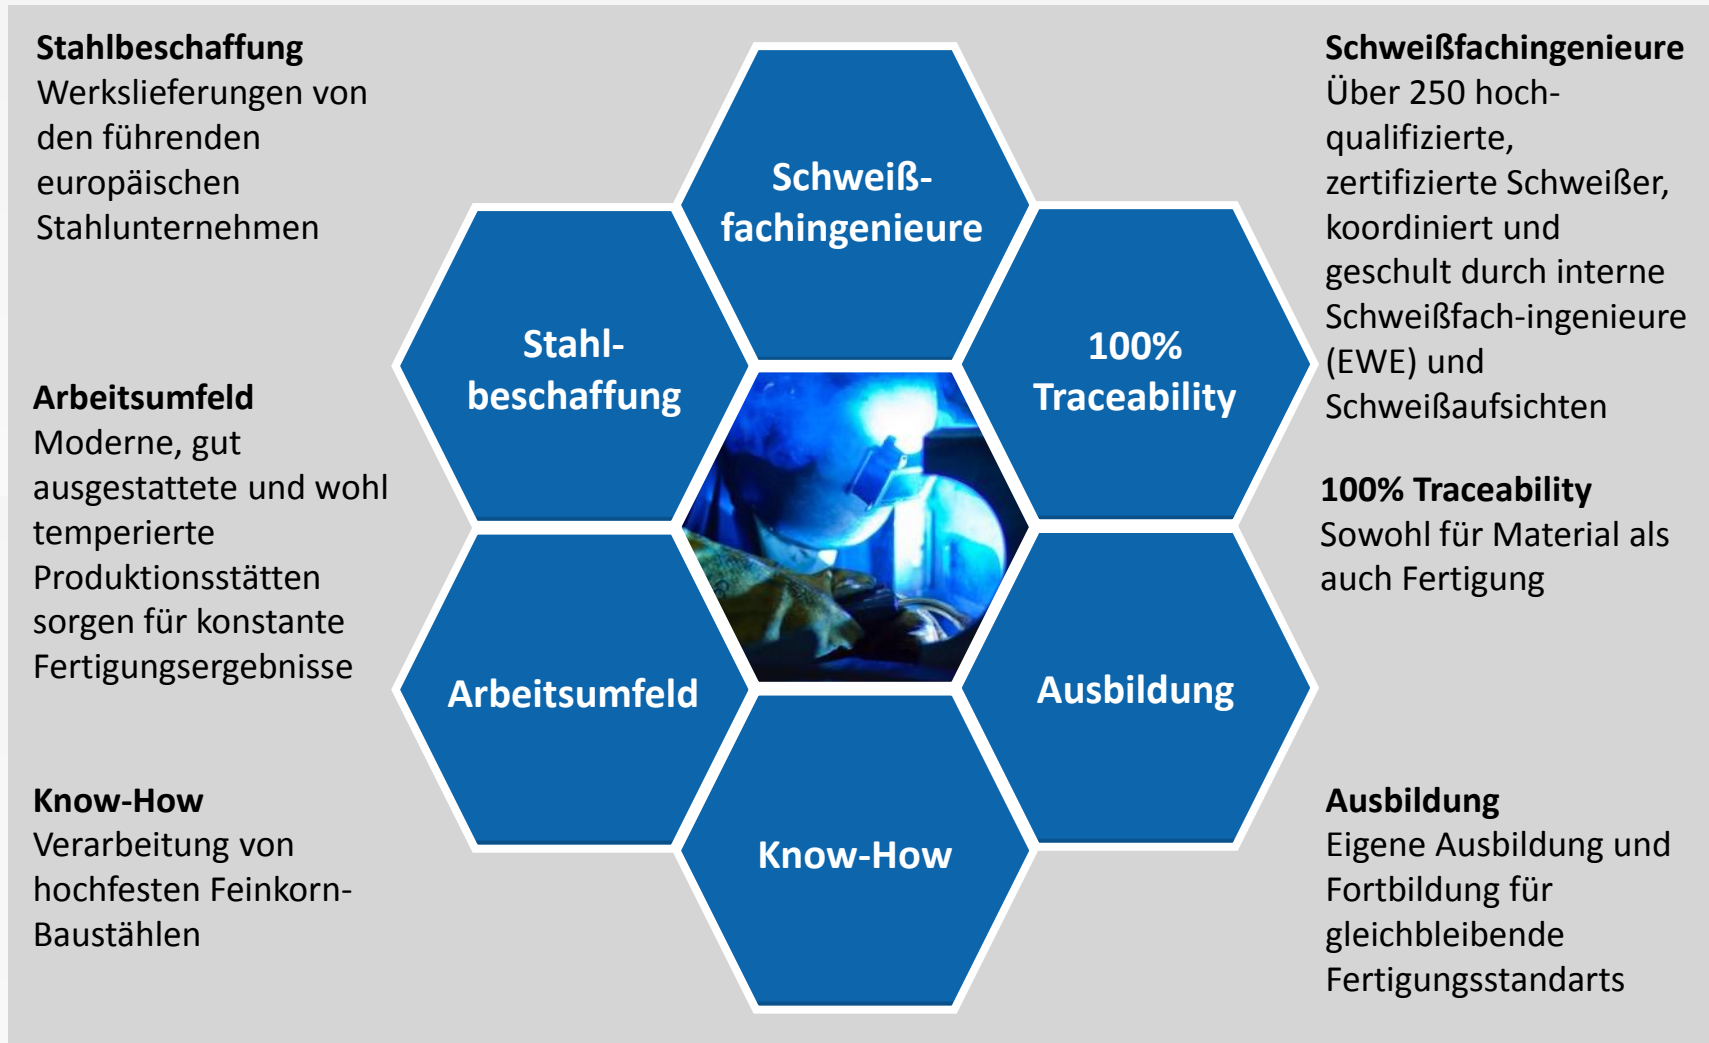 Stahlbeschaffung
Werkslieferungen von
den führenden
europäischen
Stahlunternehmen
Arbeitsumfeld
Moderne, gut
ausgestattete und wohl
temperierte
Produktionsstätten
sorgen für konstante
Fertigungsergebnisse
Know-How
Verarbeitung von
hochfesten Feinkorn-
Baustählen
Schweiß-
fachingenieure
Stahl-
beschaffung
100%
Traceability
Arbeitsumfeld
Ausbildung
Know-How
Schweißfachingenieure
Über 250 hoch-
qualifizierte,
zertifizierte Schweißer,
koordiniert und
geschult durch interne
Schweißfach-ingenieure
(EWE) und
Schweißaufsichten
100% Traceability
Sowohl für Material als
auch Fertigung
Ausbildung
Eigene Ausbildung und
Fortbildung für
gleichbleibende
Fertigungsstandarts